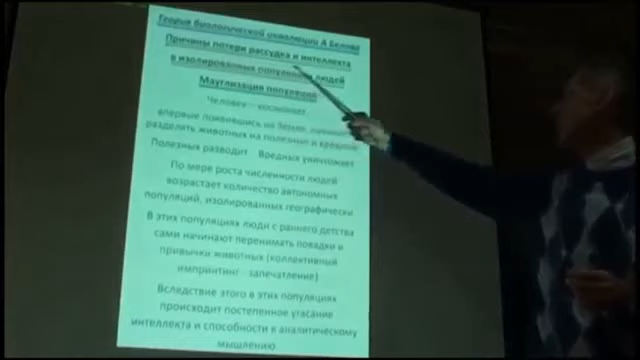 Теория биологической инволюции А Белова
Причины потери рассудка и интеллекта
в изолированных популяциях людей
Мауглизация популяций
Человек – космонавт,
впервые появившись на Земле, начинает
разделять животных на полезных и вредных
Полезных разводит Вредных уничтожает
По мере роста численности людей
возрастает количество автономных
популяций, изолированных географически
В этих популяциях люди с раннего детства
сами начинают перенимать повадки и
привычки животных (коллективный
импринтинг - запечатление)
Вследствие этого в этих популяциях
происходит постепенное угасание
интеллекта и способности к аналитическому
мышлению